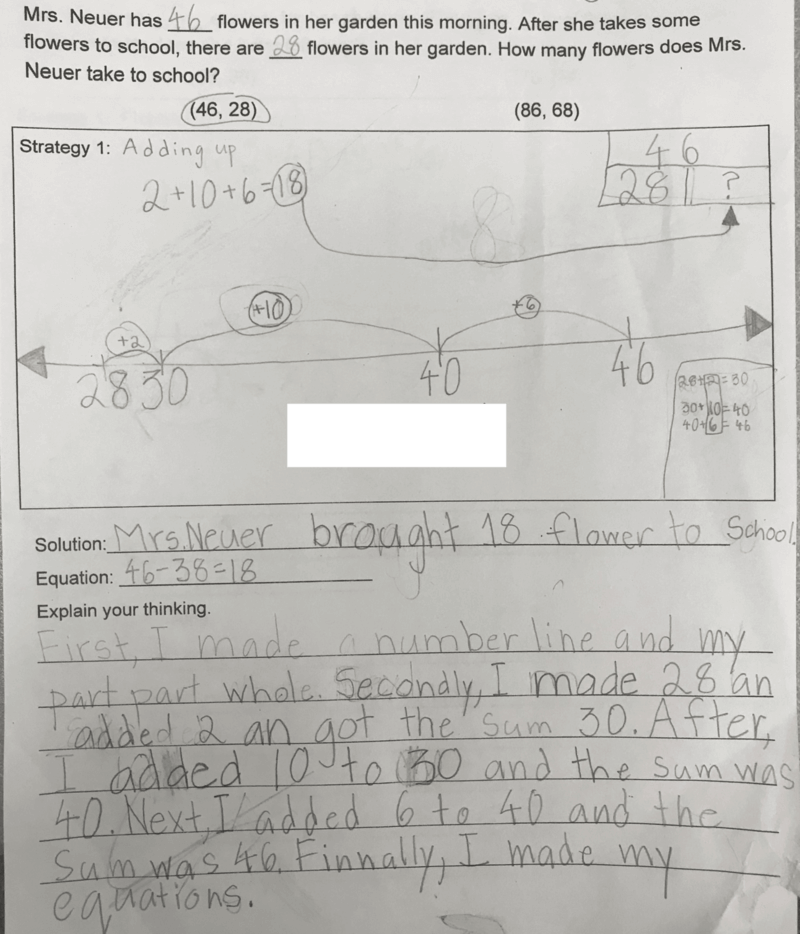 Mrs. Neuer has 46 flowers in her garden this morning. After she takes some
flowers to school, there are 28 flowers in her garden. How many flowers does Mrs.
Neuer take to school?
(46, 28) (86, 68)
Strategy 1: Adding up
46
2+10+6=18
28 ?
8
+10
+6
+2
28 30 40 46
28+2=30
30+10=40
40+6=46
Solution: Mrs. Neuer brought 18 flower to School.
Equation: 46-38=18
Explain your thinking.
First, I made a number line and my
part part whole. Secondly, I made 28 an
added 2 an got the sum 30. After,
I added 10 to 30 and the sum was
40. Next, I added 6 to 40 and the
sum was 46. Finnally, I made my
equations.